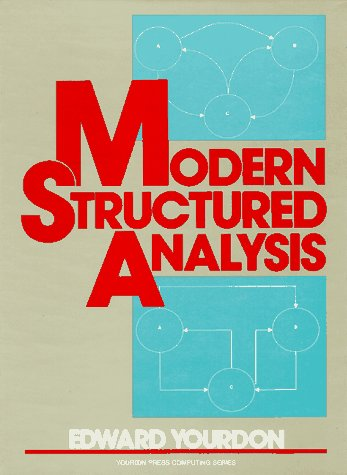 A
B
C
MODERN
STRUCTURED
ANALYSIS
A
B
C
EDWARD YOURDON
YOURDON PRESS COMPUTING SERIES